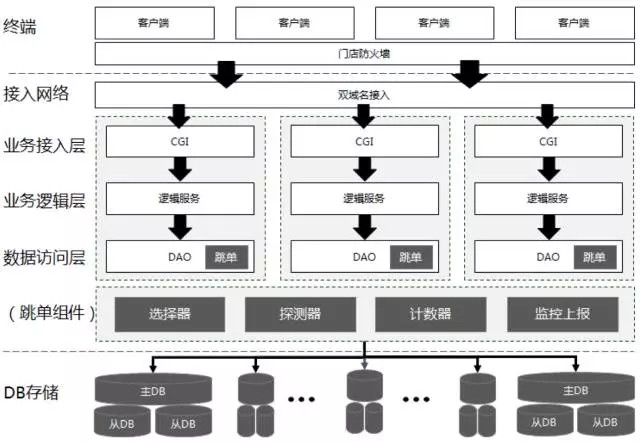 终端
客户端 客户端 客户端 客户端
门店防火墙
接入网络
双域名接入
业务接入层
CGI CGI CGI
业务逻辑层
逻辑服务 逻辑服务 逻辑服务
数据访问层
DAO 跳单 DAO 跳单 DAO 跳单
（跳单组件）
选择器 探测器 计数器 监控上报
DB存储
主DB ... ... 主DB
从DB 从DB 从DB 从DB